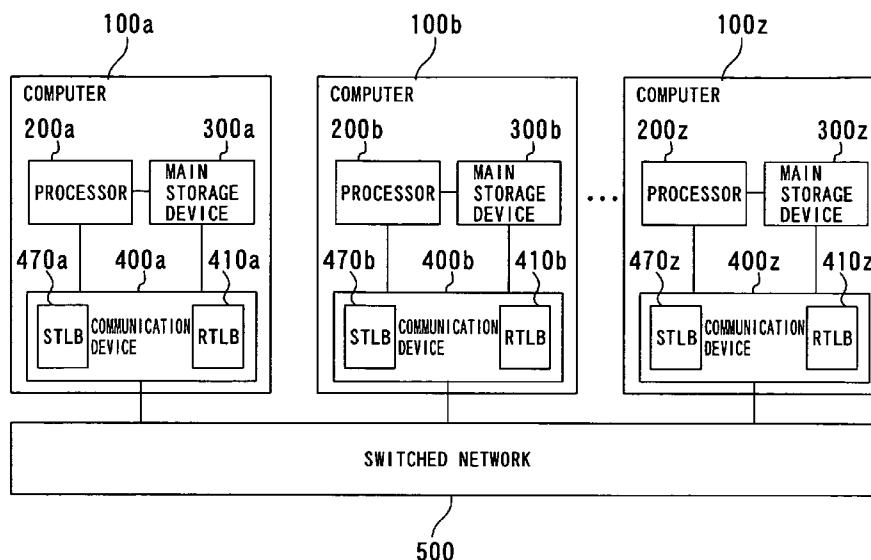 100a 100b 100z
COMPUTER COMPUTER COMPUTER
200a 300a 200b 300b 200z 300z
PROCESSOR MAIN STORAGE DEVICE PROCESSOR MAIN STORAGE DEVICE ... PROCESSOR MAIN STORAGE DEVICE
470a 400a 410a 470b 400b 410b 470z 400z 410z
STLB COMMUNICATION DEVICE RTLB STLB COMMUNICATION DEVICE RTLB STLB COMMUNICATION DEVICE RTLB
SWITCHED NETWORK
500